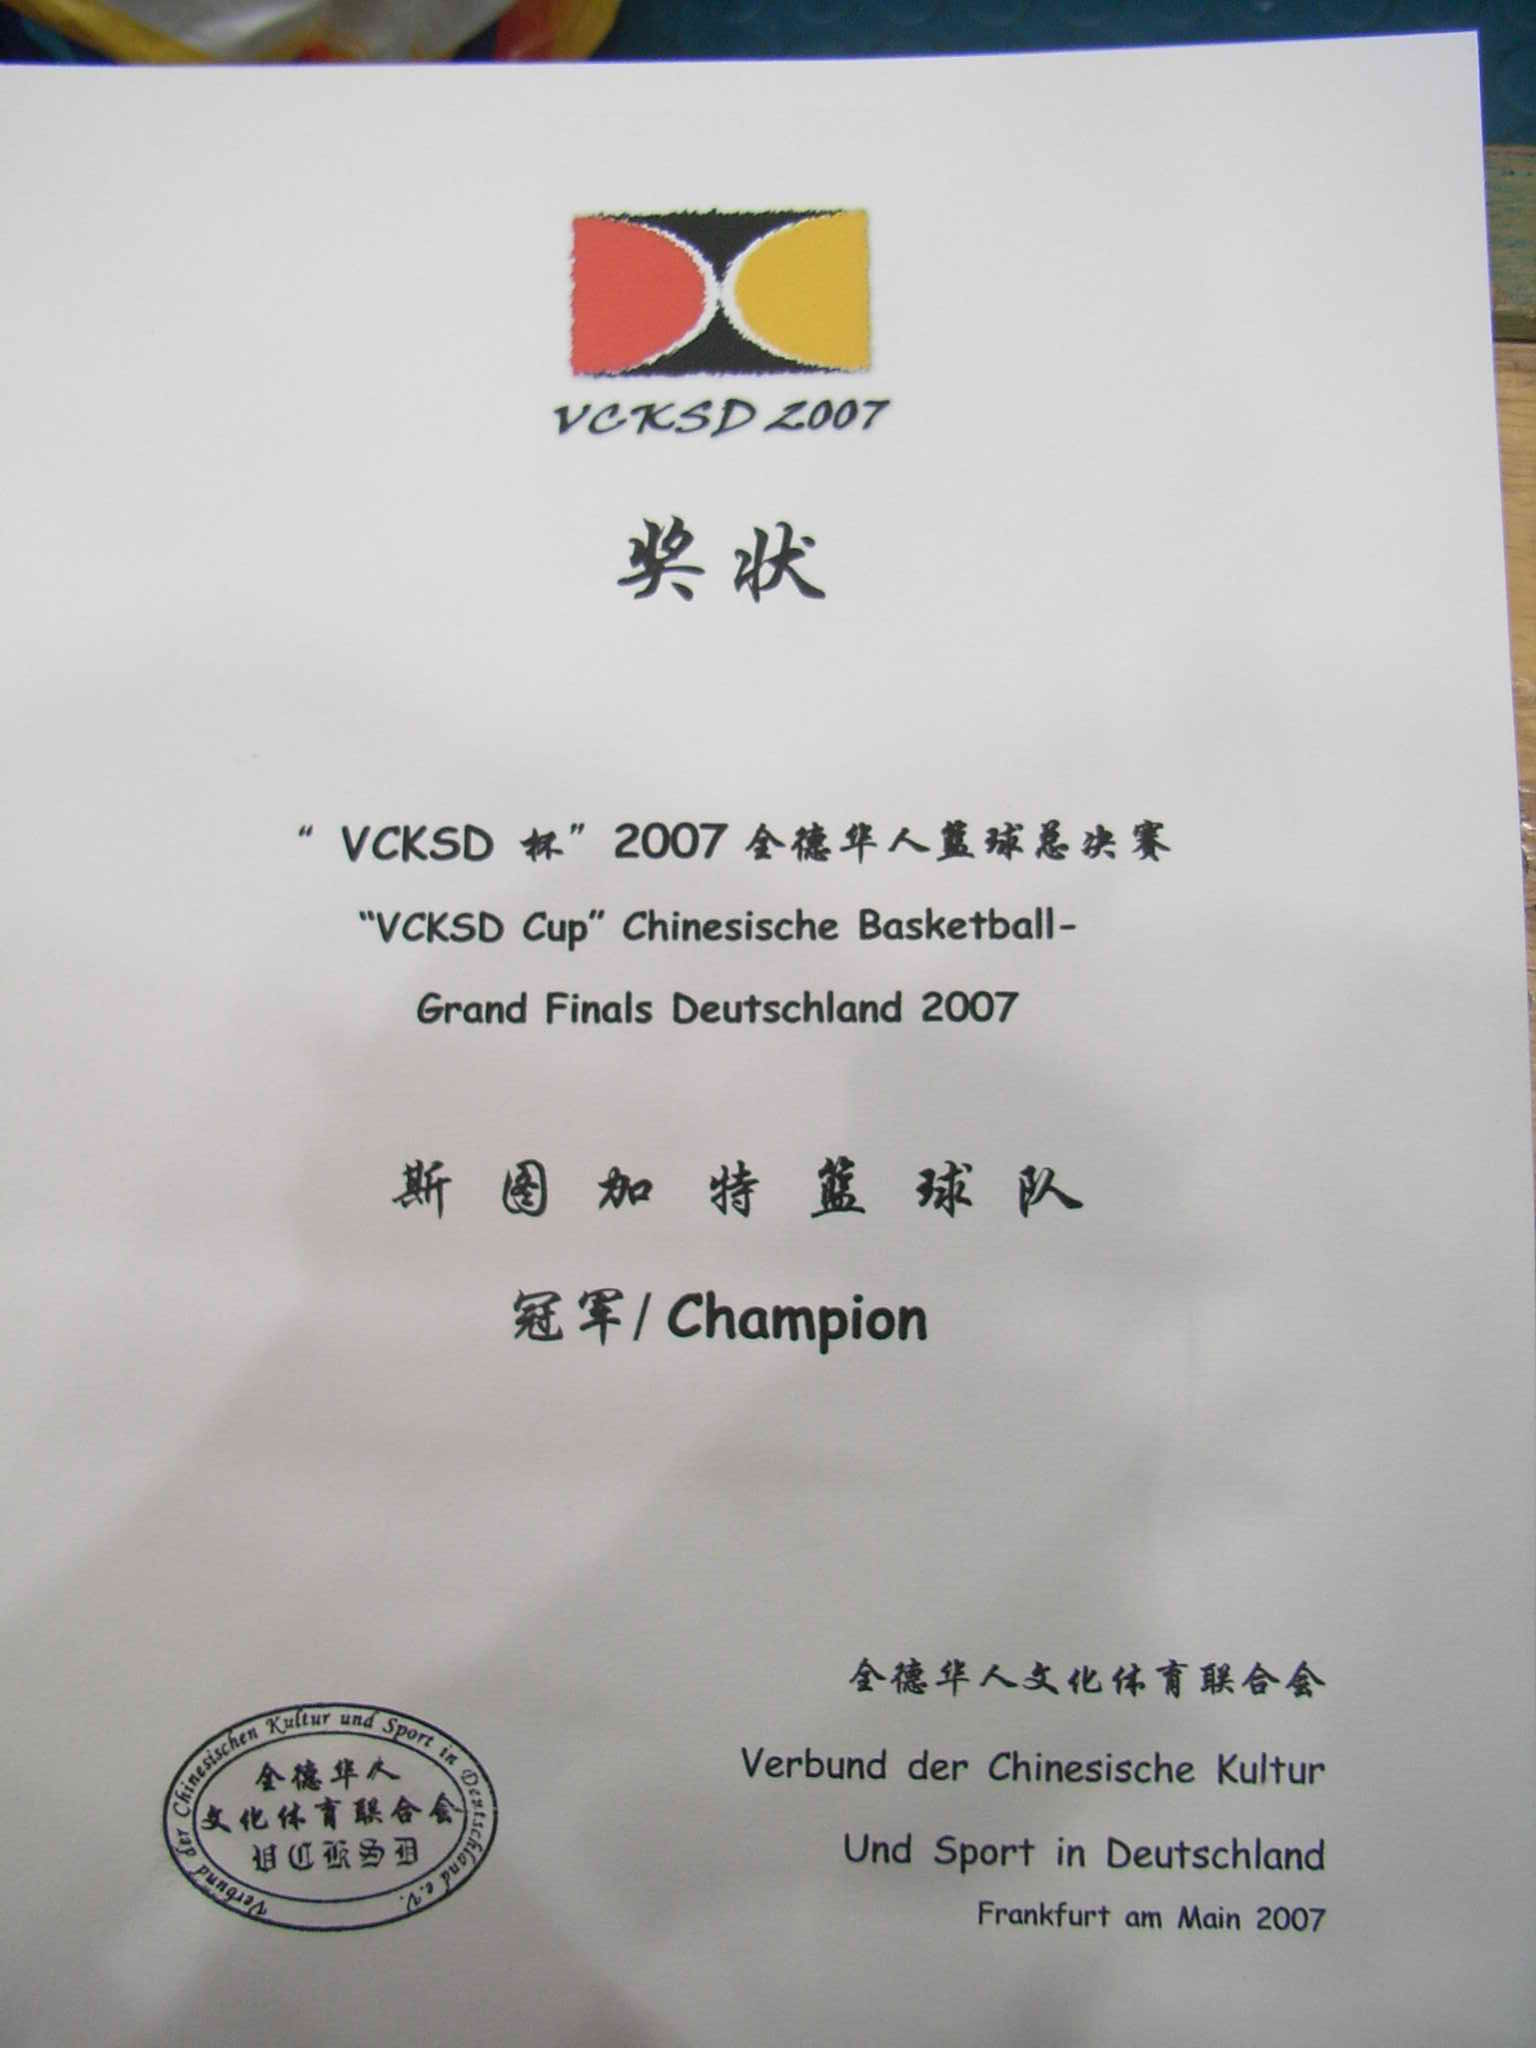 VCKSD 2007
奖状
“ VCKSD 杯” 2007 全德华人篮球总决赛
“VCKSD Cup” Chinesische Basketball-
Grand Finals Deutschland 2007
斯图加特篮球队
冠军/ Champion
全德华人文化体育联合会
Verbund der Chinesische Kultur
Und Sport in Deutschland
Frankfurt am Main 2007
Verbund der Chinesischen Kultur und Sport in Deutschland e.V.
全德华人
文化体育联合会
VCKSD